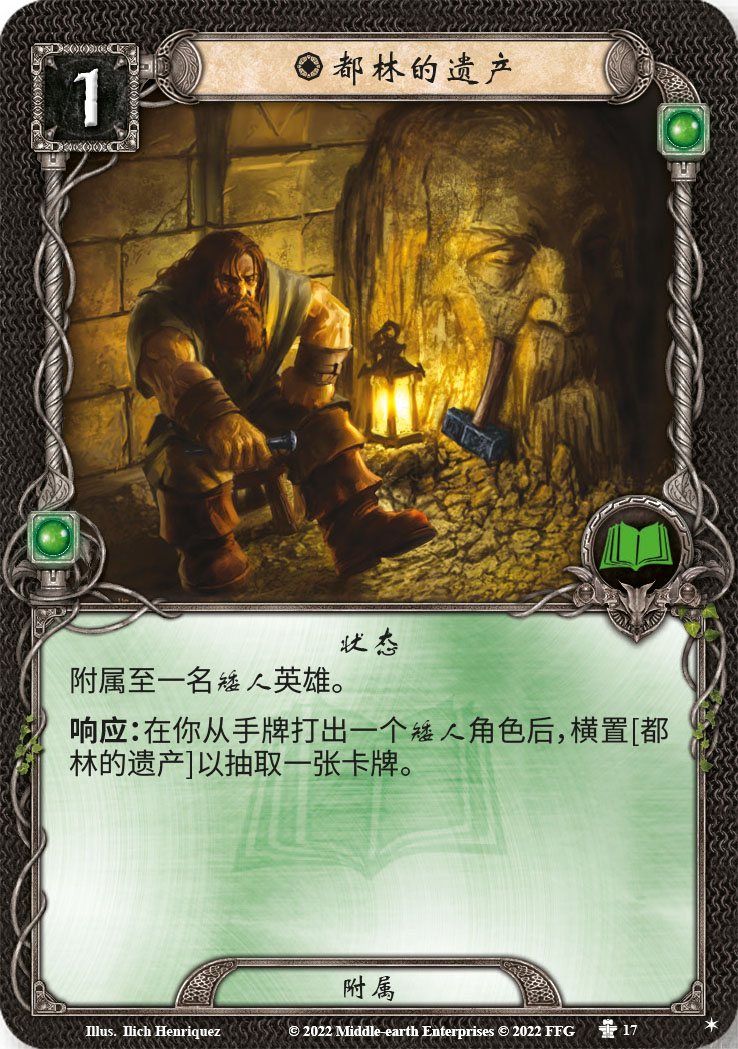 1
都林的遗产
状态
附属至一名矮人英雄。
响应：在你从手牌打出一个矮人角色后，横置[都
林的遗产]以抽取一张卡牌。
附属
Illus. Ilich Henriquez © 2022 Middle-earth Enterprises © 2022 FFG 17